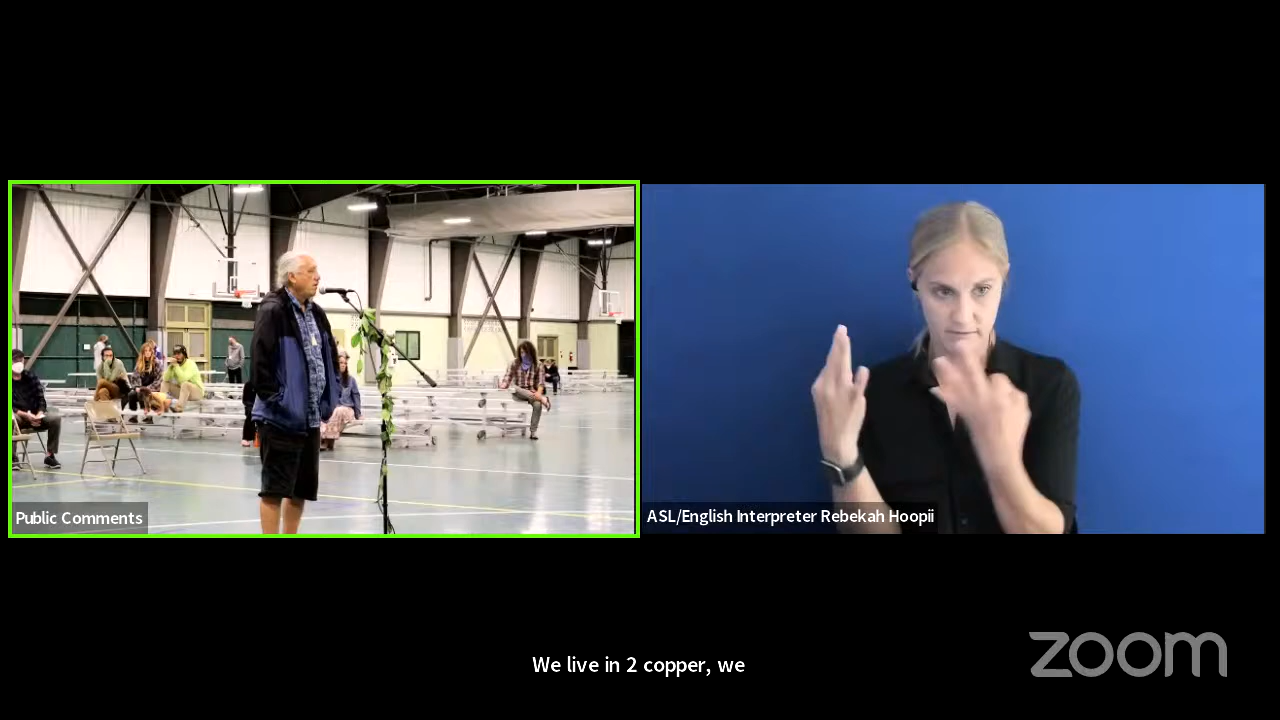 Public Comments
ASL/English Interpreter Rebekah Hoopii
We live in 2 copper, we
zoom